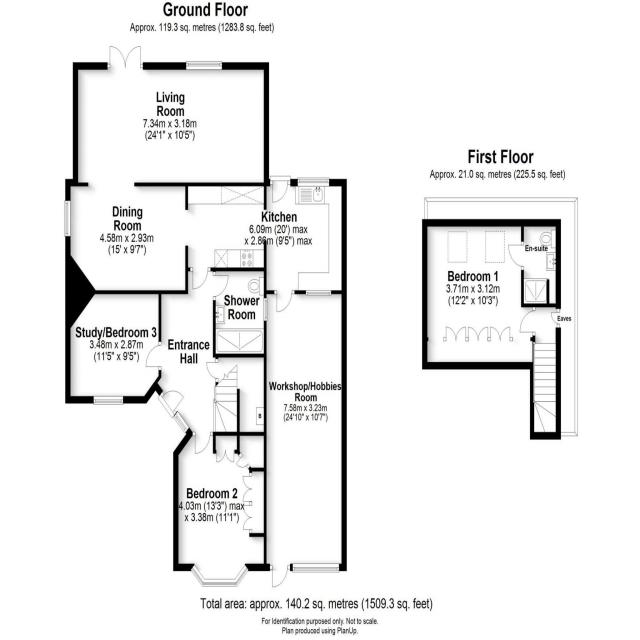 Ground Floor
Approx. 119.3 sq. metres (1283.8 sq. feet)
Living
Room
7.34m x 3.18m
(24'1" x 10'5")
Dining
Room
4.58m x 2.93m
(15' x 9'7")
Kitchen
6.09m (20') max
x 2.86m (9'5") max
Shower
Room
Study/Bedroom 3
3.48m x 2.87m
(11'5" x 9'5")
Entrance
Hall
Workshop/Hobbies
Room
7.58m x 3.23m
(24'10" x 10'7")
B
Bedroom 2
4.03m (13'3") max
x 3.38m (11'1")
First Floor
Approx. 21.0 sq. metres (225.5 sq. feet)
En-suite
Bedroom 1
3.71m x 3.12m
(12'2" x 10'3")
Eaves
Total area: approx. 140.2 sq. metres (1509.3 sq. feet)
For Identification purposed only. Not to scale.
Plan produced using PlanUp.